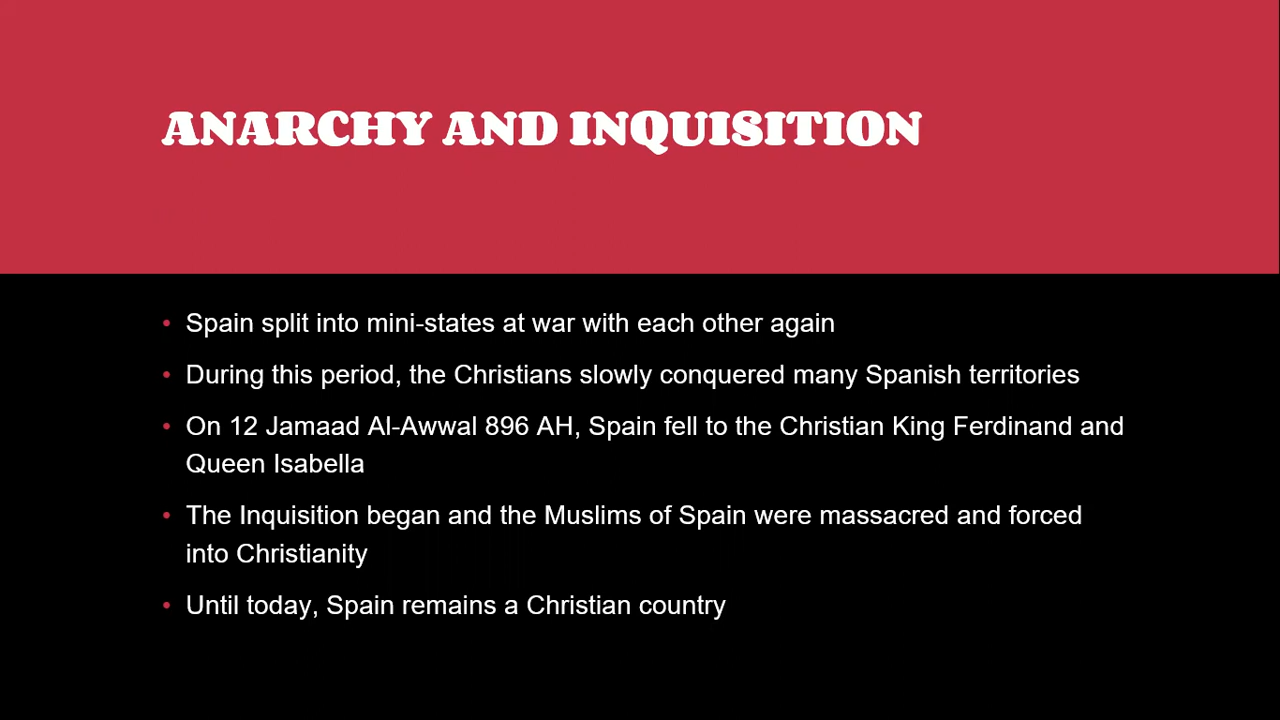 ANARCHY AND INQUISITION
• Spain split into mini-states at war with each other again
• During this period, the Christians slowly conquered many Spanish territories
• On 12 Jamaad Al-Awwal 896 AH, Spain fell to the Christian King Ferdinand and
Queen Isabella
• The Inquisition began and the Muslims of Spain were massacred and forced
into Christianity
• Until today, Spain remains a Christian country